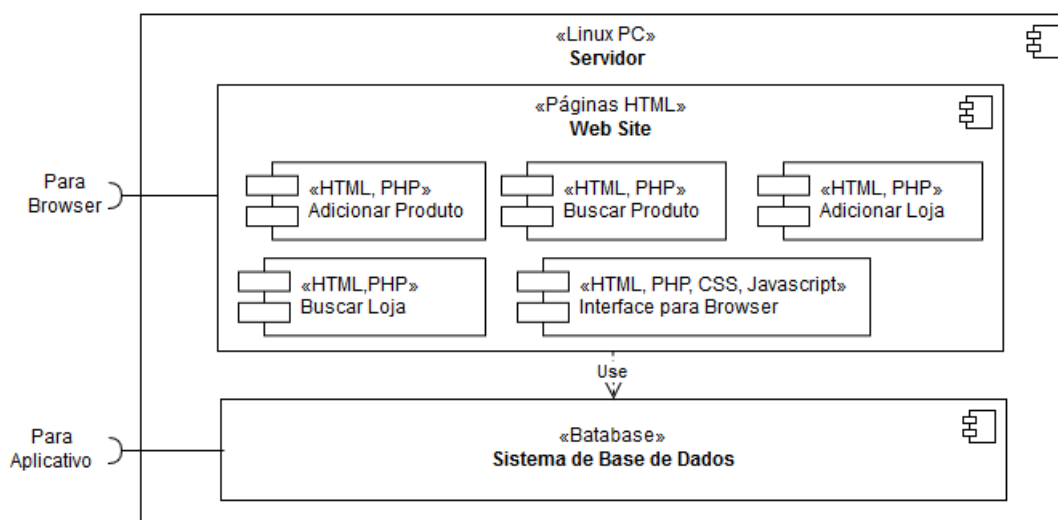 «Linux PC»
Servidor
«Páginas HTML»
Web Site
Para
Browser
«HTML, PHP»
Adicionar Produto
«HTML, PHP»
Buscar Produto
«HTML, PHP»
Adicionar Loja
«HTML,PHP»
Buscar Loja
«HTML, PHP, CSS, Javascript»
Interface para Browser
Use
Para
Aplicativo
«Batabase»
Sistema de Base de Dados